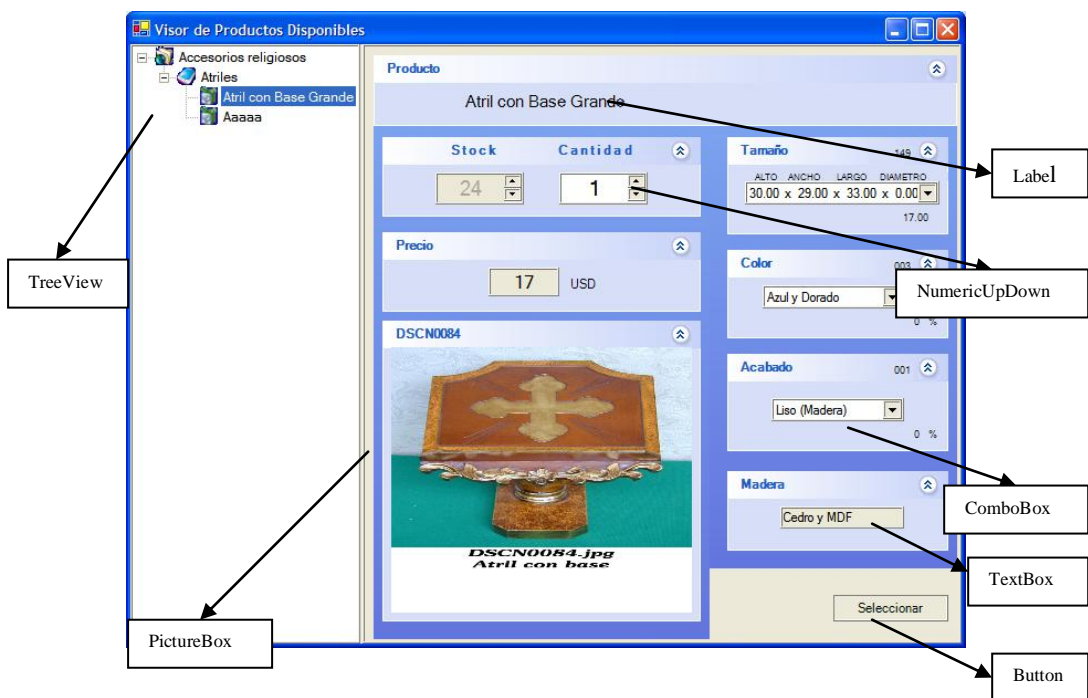 Visor de Productos Disponibles
Accesorios religiosos
Atriles
Atril con Base Grande
Aaaaa
Producto
Atril con Base Grande
Stock Cantidad
24 1
Precio
17 USD
DSCN0084
DSCN0084.jpg
Atril con base
Tamaño 149
ALTO ANCHO LARGO DIAMETRO
30.00 x 29.00 x 33.00 x 0.00
17.00
Color 003
Azul y Dorado
0 %
Acabado 001
Liso (Madera)
0 %
Madera
Cedro y MDF
Seleccionar
TreeView
PictureBox
Label
NumericUpDown
ComboBox
TextBox
Button